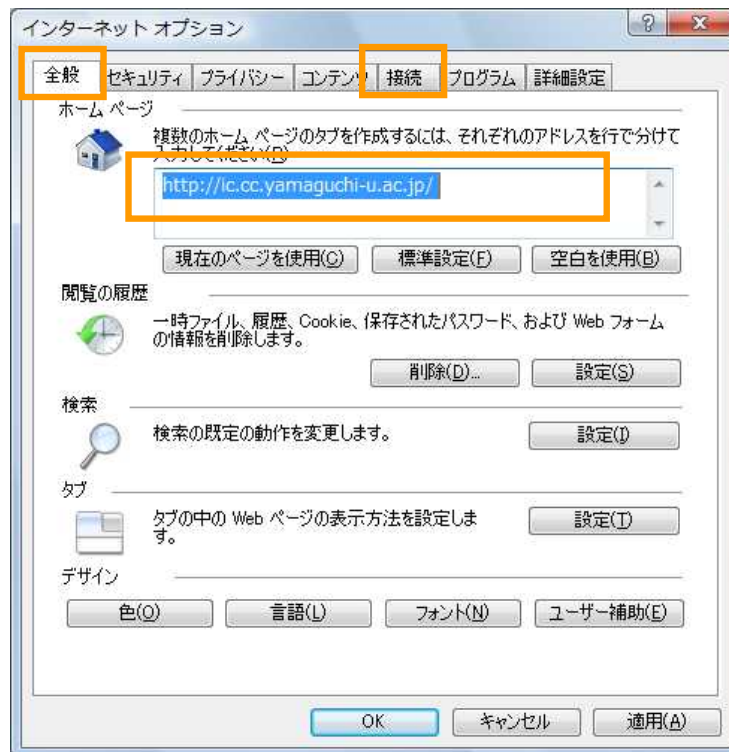 インターネット オプション
全般 セキュリティ プライバシー コンテンツ 接続 プログラム 詳細設定
ホーム ページ
複数のホーム ページのタブを作成するには、それぞれのアドレスを行で分けて
入力してください(R)
http://ic.cc.yamaguchi-u.ac.jp/
現在のページを使用(C) 標準設定(F) 空白を使用(B)
閲覧の履歴
一時ファイル、履歴、Cookie、保存されたパスワード、および Web フォーム
の情報を削除します。
削除(D)... 設定(S)
検索
検索の既定の動作を変更します。 設定(I)
タブ
タブの中の Web ページの表示方法を設定しま
す。
設定(T)
デザイン
色(O) 言語(L) フォント(N) ユーザー補助(E)
OK キャンセル 適用(A)